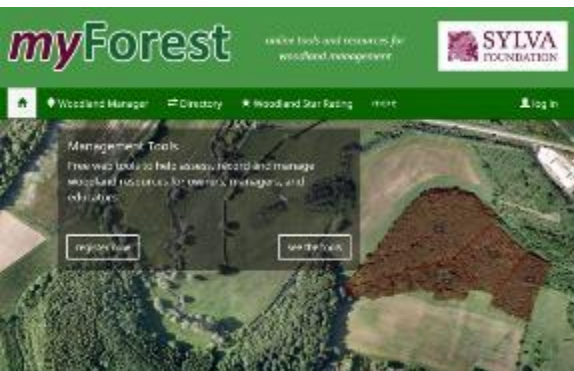 myForest
online tools and resources for
woodland management
SYLVA
FOUNDATION
Woodland Manager
Directory
Woodland Star Rating
more
log in
Management Tools
Free web tools to help assess, record and manage
woodland resources for owners, managers, and
educators
register now
see the tools